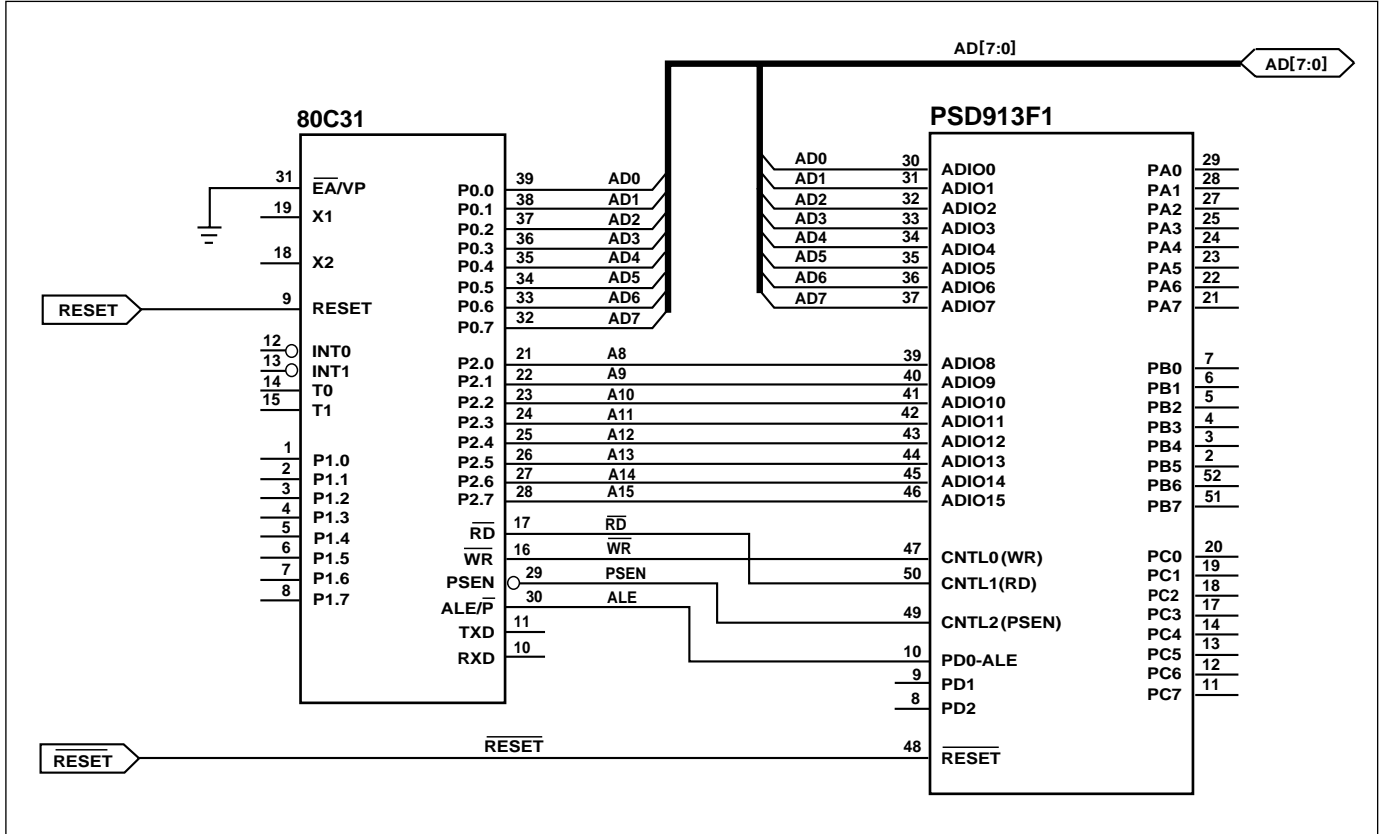 AD[7:0]
AD[7:0]
80C31
31 EA/VP
19 X1
18 X2
RESET
9 RESET
12 INT0
13 INT1
14 T0
15 T1
1 P1.0
2 P1.1
3 P1.2
4 P1.3
5 P1.4
6 P1.5
7 P1.6
8 P1.7
P0.0 39 AD0
P0.1 38 AD1
P0.2 37 AD2
P0.3 36 AD3
P0.4 35 AD4
P0.5 34 AD5
P0.6 33 AD6
P0.7 32 AD7
P2.0 21 A8
P2.1 22 A9
P2.2 23 A10
P2.3 24 A11
P2.4 25 A12
P2.5 26 A13
P2.6 27 A14
P2.7 28 A15
RD 17 RD
WR 16 WR
PSEN 29 PSEN
ALE/P 30 ALE
TXD 11
RXD 10
PSD913F1
AD0 30 ADIO0
AD1 31 ADIO1
AD2 32 ADIO2
AD3 33 ADIO3
AD4 34 ADIO4
AD5 35 ADIO5
AD6 36 ADIO6
AD7 37 ADIO7
39 ADIO8
40 ADIO9
41 ADIO10
42 ADIO11
43 ADIO12
44 ADIO13
45 ADIO14
46 ADIO15
47 CNTL0(WR)
50 CNTL1(RD)
49 CNTL2(PSEN)
10 PD0-ALE
9 PD1
8 PD2
48 RESET
PA0 29
PA1 28
PA2 27
PA3 25
PA4 24
PA5 23
PA6 22
PA7 21
PB0 7
PB1 6
PB2 5
PB3 4
PB4 3
PB5 2
PB6 52
PB7 51
PC0 20
PC1 19
PC2 18
PC3 17
PC4 14
PC5 13
PC6 12
PC7 11
RESET
RESET